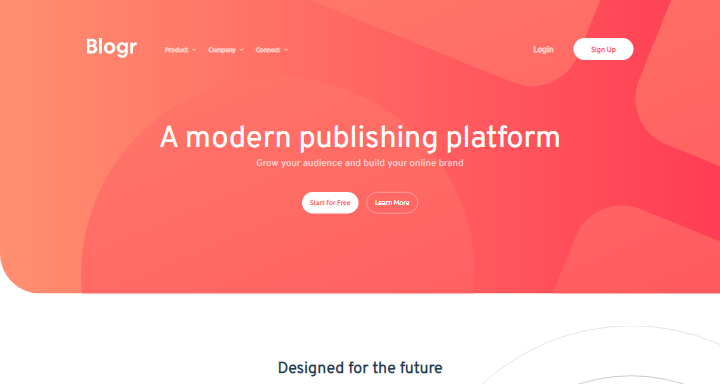 Blogr Product Company Connect Login Sign Up
A modern publishing platform
Grow your audience and build your online brand
Start for Free Learn More
Designed for the future